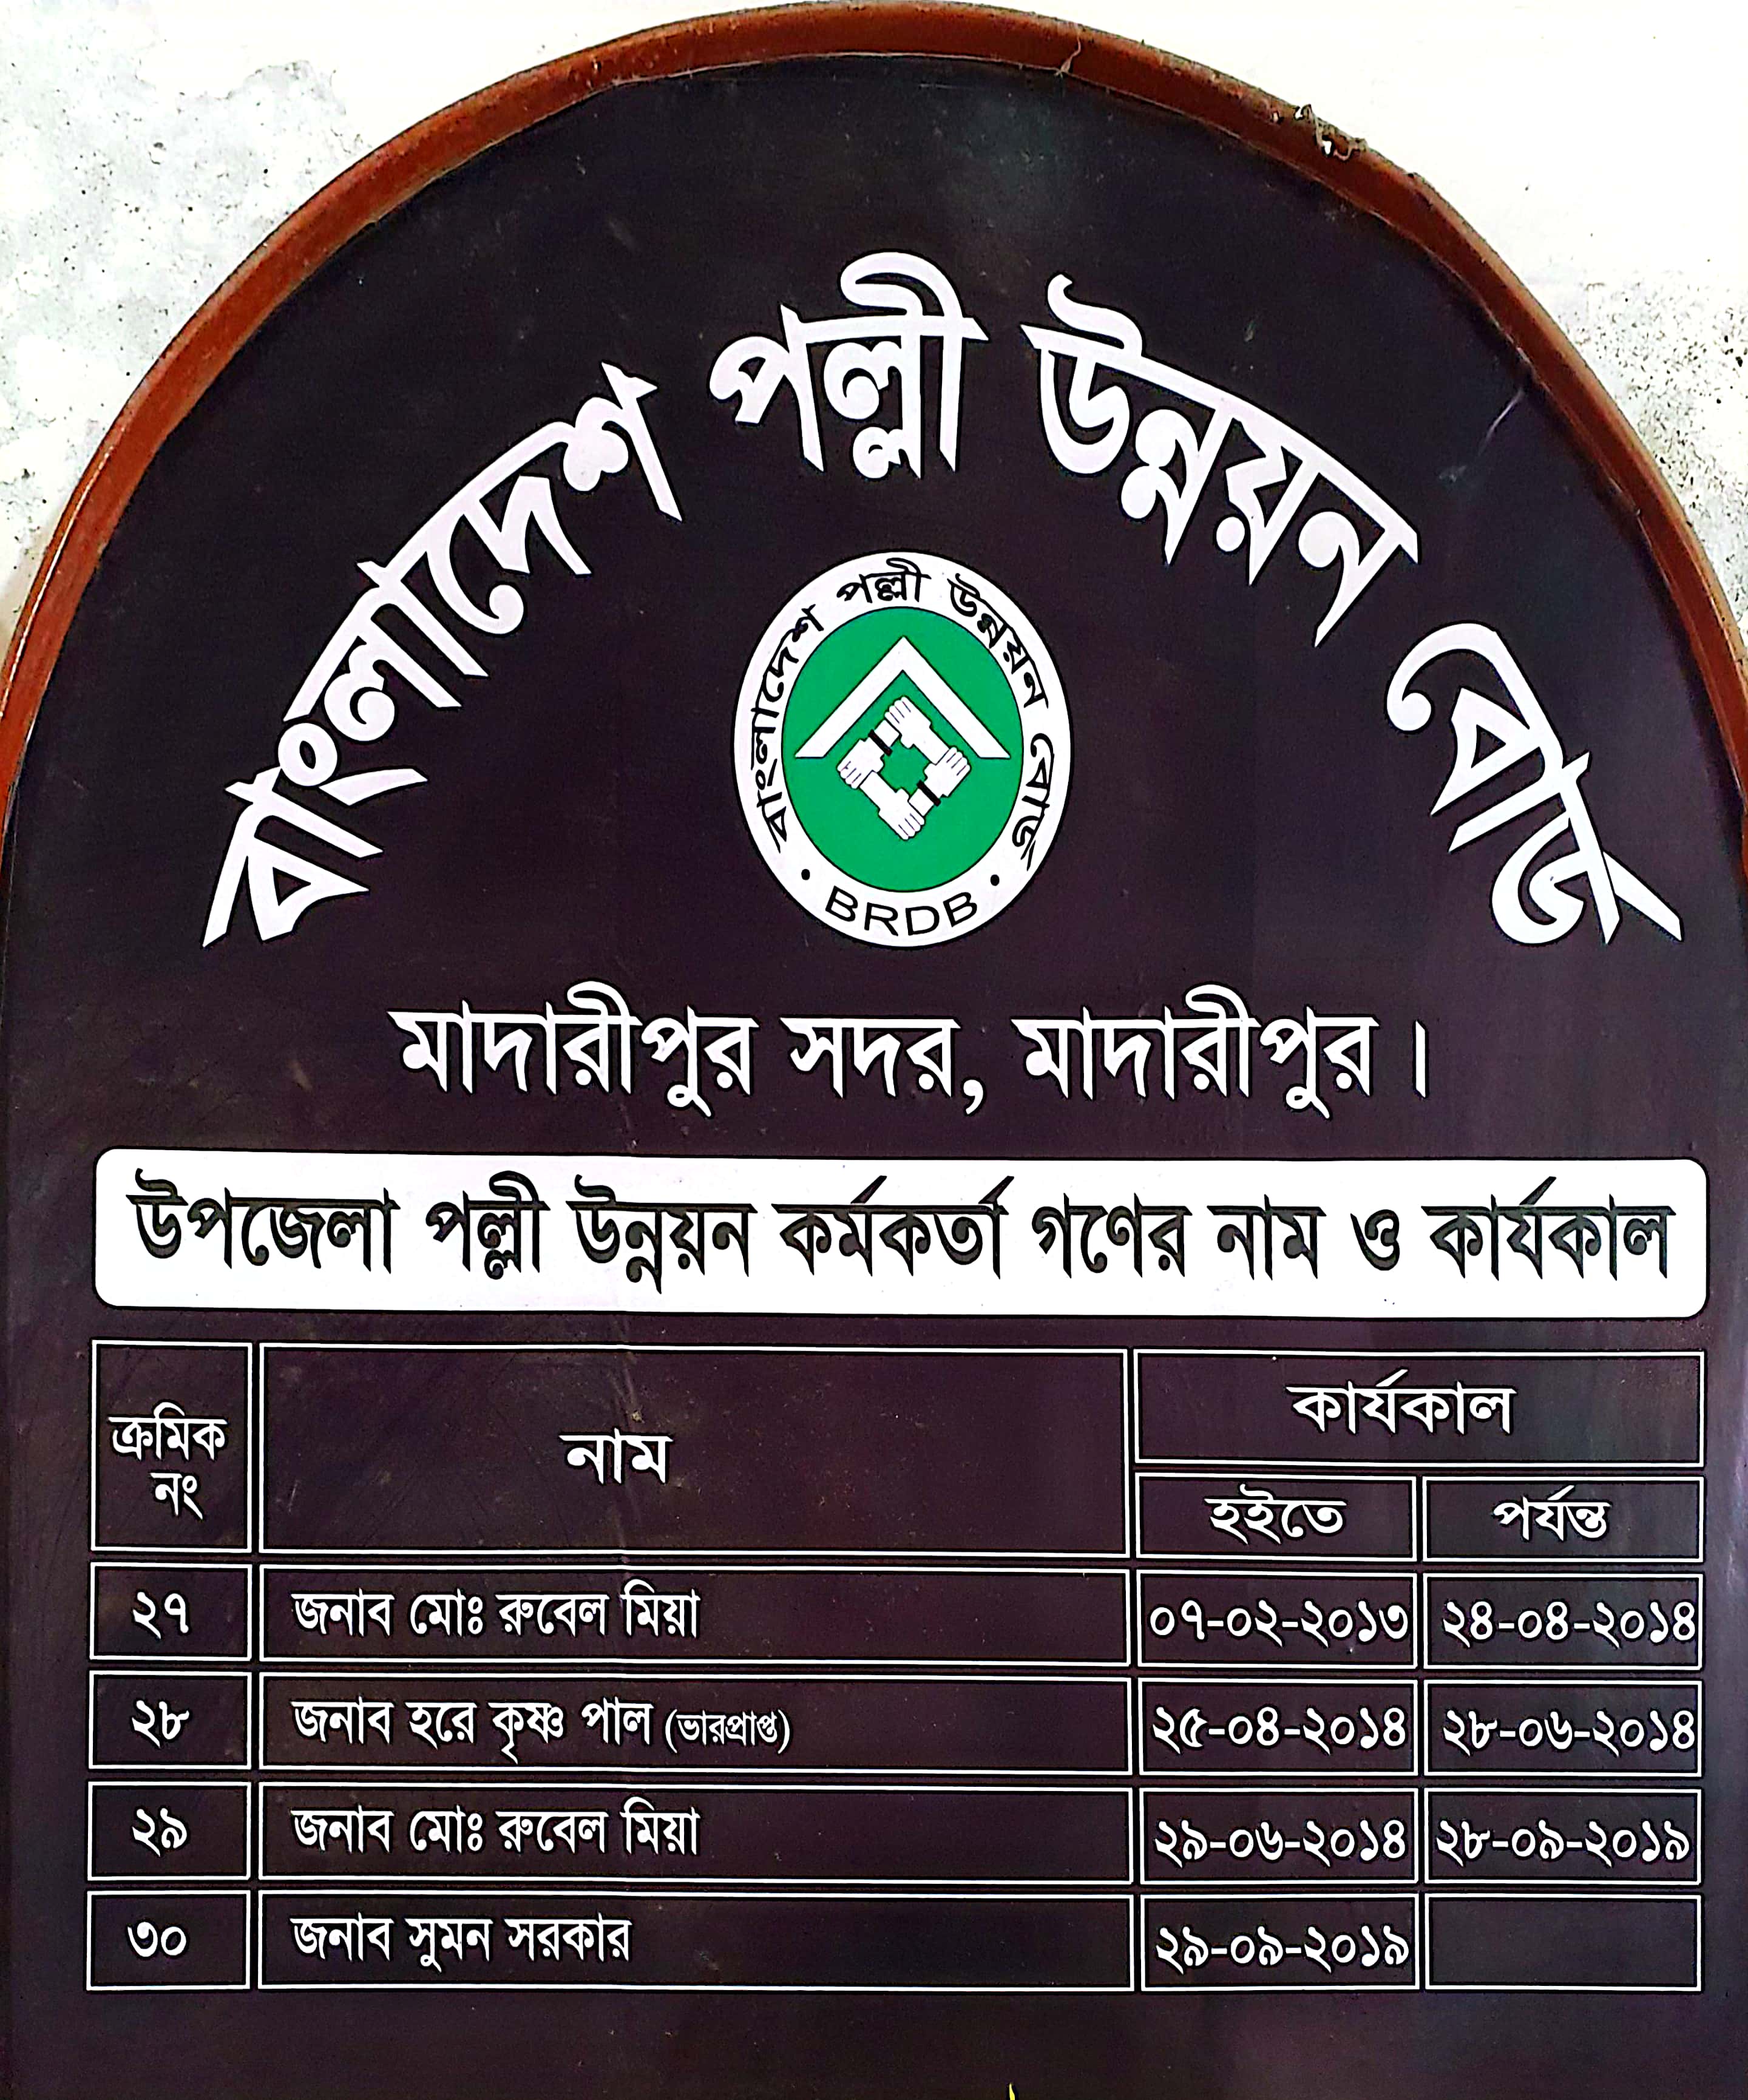 বাংলাদেশ পল্লী উন্নয়ন বোর্ড
বাংলাদেশ পল্লী উন্নয়ন বোর্ড
• BRDB •
মাদারীপুর সদর, মাদারীপুর।
উপজেলা পল্লী উন্নয়ন কর্মকর্তা গণের নাম ও কার্যকাল
ক্রমিক নং নাম কার্যকাল
হইতে পর্যন্ত
২৭ জনাব মোঃ রুবেল মিয়া ০৭-০২-২০১৩ ২৪-০৪-২০১৪
২৮ জনাব হরে কৃষ্ণ পাল (ভারপ্রাপ্ত) ২৫-০৪-২০১৪ ২৮-০৬-২০১৪
২৯ জনাব মোঃ রুবেল মিয়া ২৯-০৬-২০১৪ ২৮-০৯-২০১৯
৩০ জনাব সুমন সরকার ২৯-০৯-২০১৯